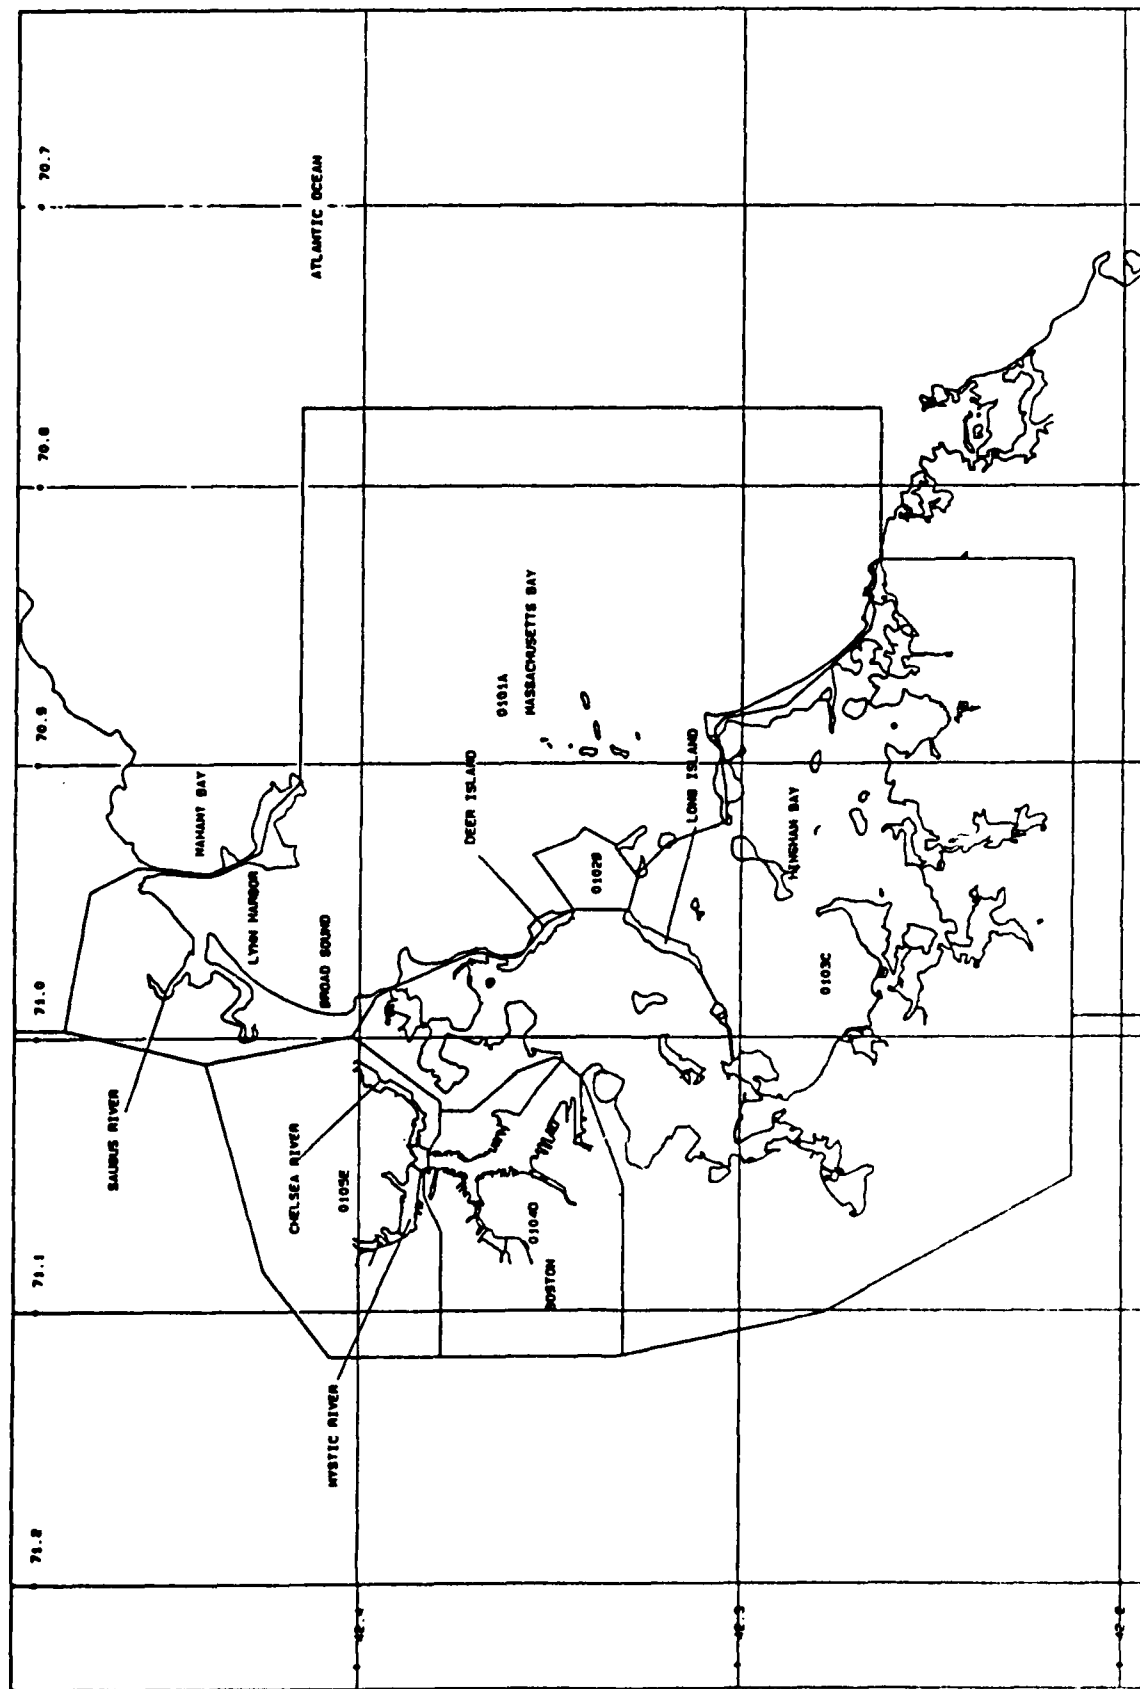 71.2
71.1
71.0
70.9
70.8
70.7
SAUGUS RIVER
NAHANT BAY
LYNN HARBOR
BROAD SOUND
ATLANTIC OCEAN
CHELSEA RIVER
MYSTIC RIVER
0105E
42.4
DEER ISLAND
0101A
MASSACHUSETTS BAY
0104D
BOSTON
0102B
LONG ISLAND
42.3
HINGHAM BAY
0103C
42.2